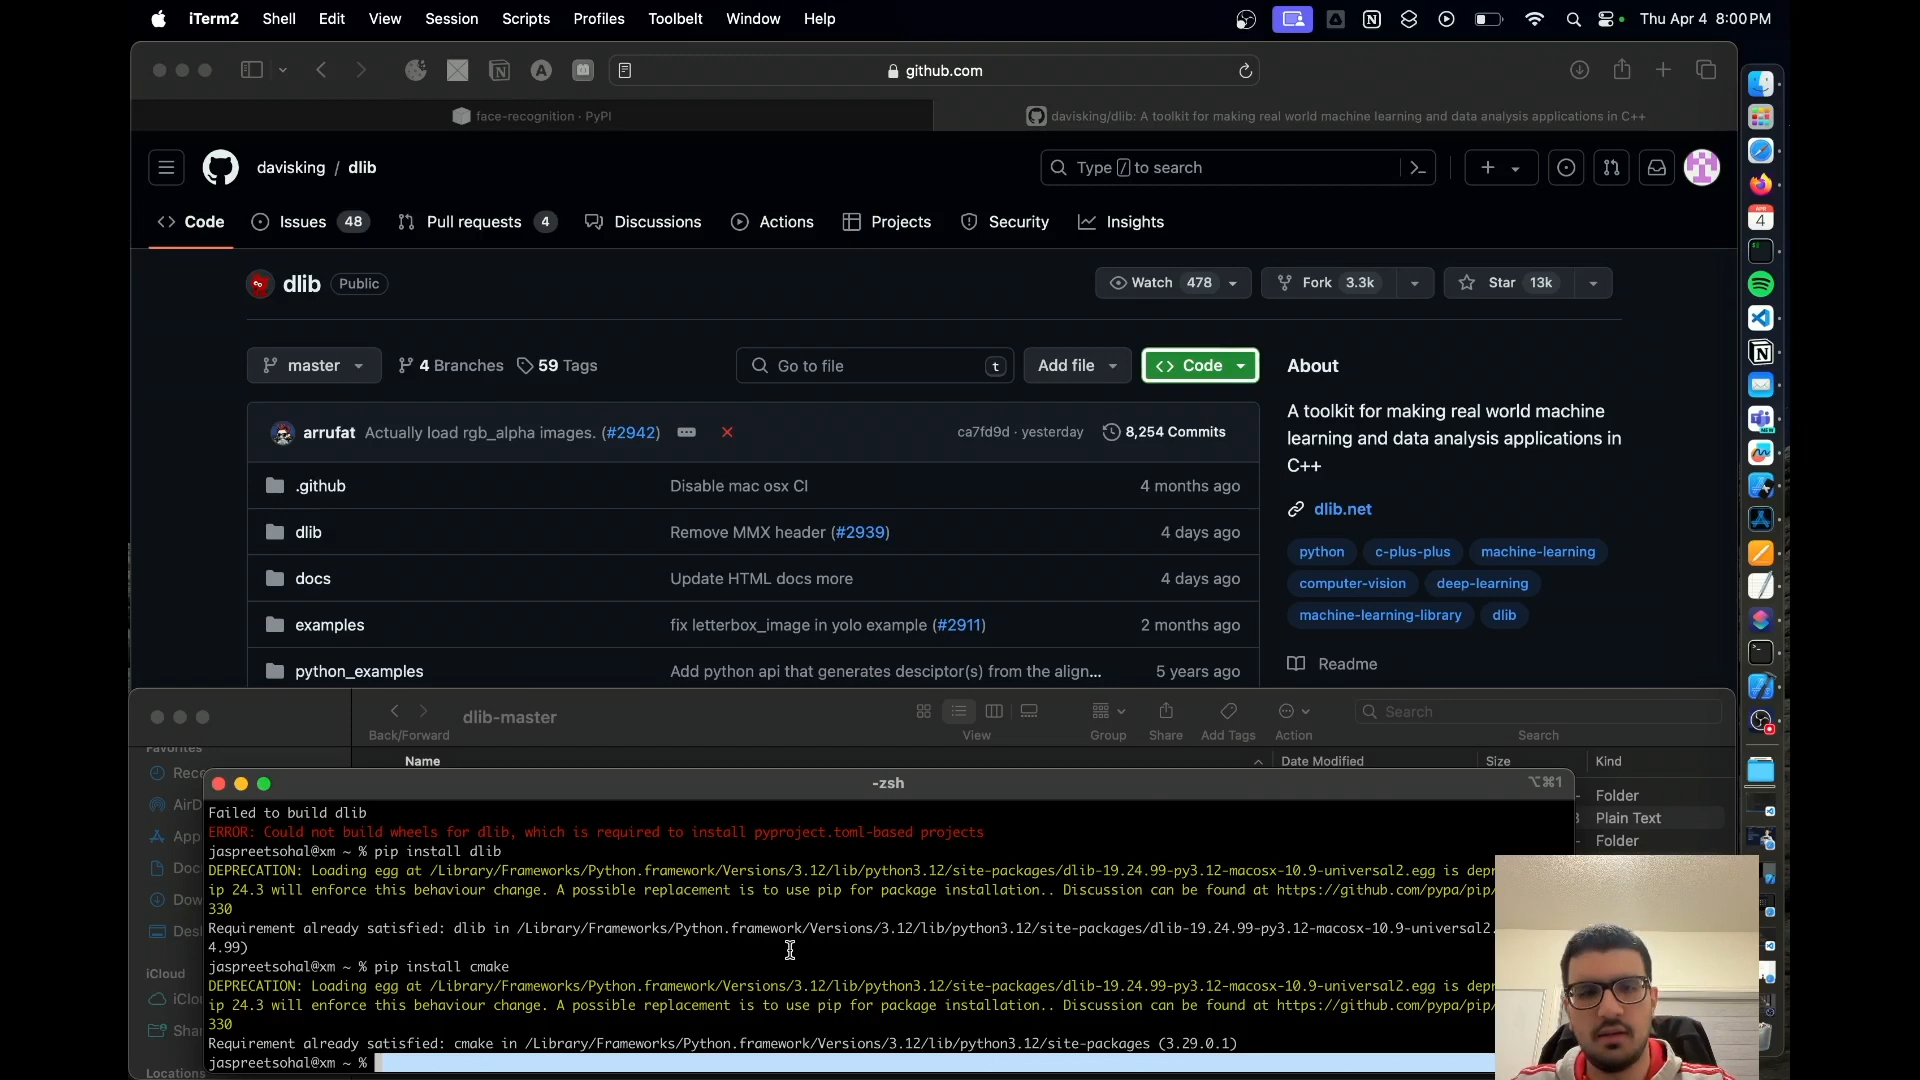 iTerm2 Shell Edit View Session Scripts Profiles Toolbelt Window Help Thu Apr 4 8:00 PM
github.com
face-recognition · PyPI
davisking/dlib: A toolkit for making real world machine learning and data analysis applications in C++
davisking / dlib
Type / to search
Code Issues 48 Pull requests 4 Discussions Actions Projects Security Insights
dlib Public
Watch 478 Fork 3.3k Star 13k
master 4 Branches 59 Tags Go to file t Add file Code
About
A toolkit for making real world machine
learning and data analysis applications in
C++
dlib.net
python c-plus-plus machine-learning
computer-vision deep-learning
machine-learning-library dlib
Readme
arrufat Actually load rgb_alpha images. (#2942) ca7fd9d · yesterday 8,254 Commits
.github Disable mac osx CI 4 months ago
dlib Remove MMX header (#2939) 4 days ago
docs Update HTML docs more 4 days ago
examples fix letterbox_image in yolo example (#2911) 2 months ago
python_examples Add python api that generates desciptor(s) from the align... 5 years ago
dlib-master
Back/Forward View Group Share Add Tags Action Search
Search
Favorites
Name Date Modified Size Kind
Folder
Plain Text
Folder
iCloud
Locations
-zsh ⌥⌘1
Failed to build dlib
ERROR: Could not build wheels for dlib, which is required to install pyproject.toml-based projects
jaspreetsohal@xm ~ % pip install dlib
DEPRECATION: Loading egg at /Library/Frameworks/Python.framework/Versions/3.12/lib/python3.12/site-packages/dlib-19.24.99-py3.12-macosx-10.9-universal2.egg is depr
ip 24.3 will enforce this behaviour change. A possible replacement is to use pip for package installation.. Discussion can be found at https://github.com/pypa/pip/
330
Requirement already satisfied: dlib in /Library/Frameworks/Python.framework/Versions/3.12/lib/python3.12/site-packages/dlib-19.24.99-py3.12-macosx-10.9-universal2.
4.99)
jaspreetsohal@xm ~ % pip install cmake
DEPRECATION: Loading egg at /Library/Frameworks/Python.framework/Versions/3.12/lib/python3.12/site-packages/dlib-19.24.99-py3.12-macosx-10.9-universal2.egg is depr
ip 24.3 will enforce this behaviour change. A possible replacement is to use pip for package installation.. Discussion can be found at https://github.com/pypa/pip/
330
Requirement already satisfied: cmake in /Library/Frameworks/Python.framework/Versions/3.12/lib/python3.12/site-packages (3.29.0.1)
jaspreetsohal@xm ~ %